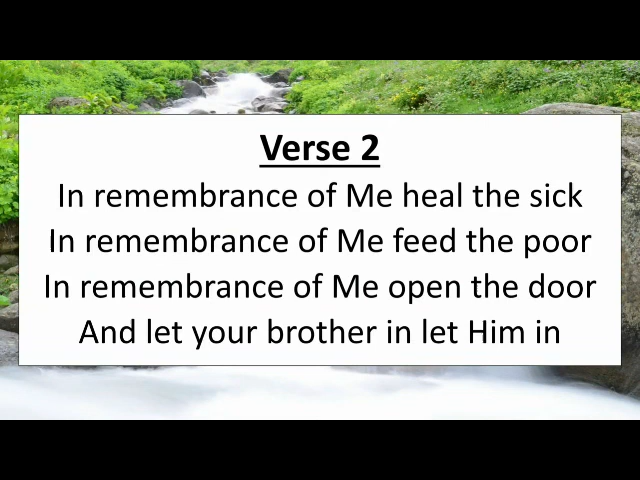 Verse 2
In remembrance of Me heal the sick
In remembrance of Me feed the poor
In remembrance of Me open the door
And let your brother in let Him in